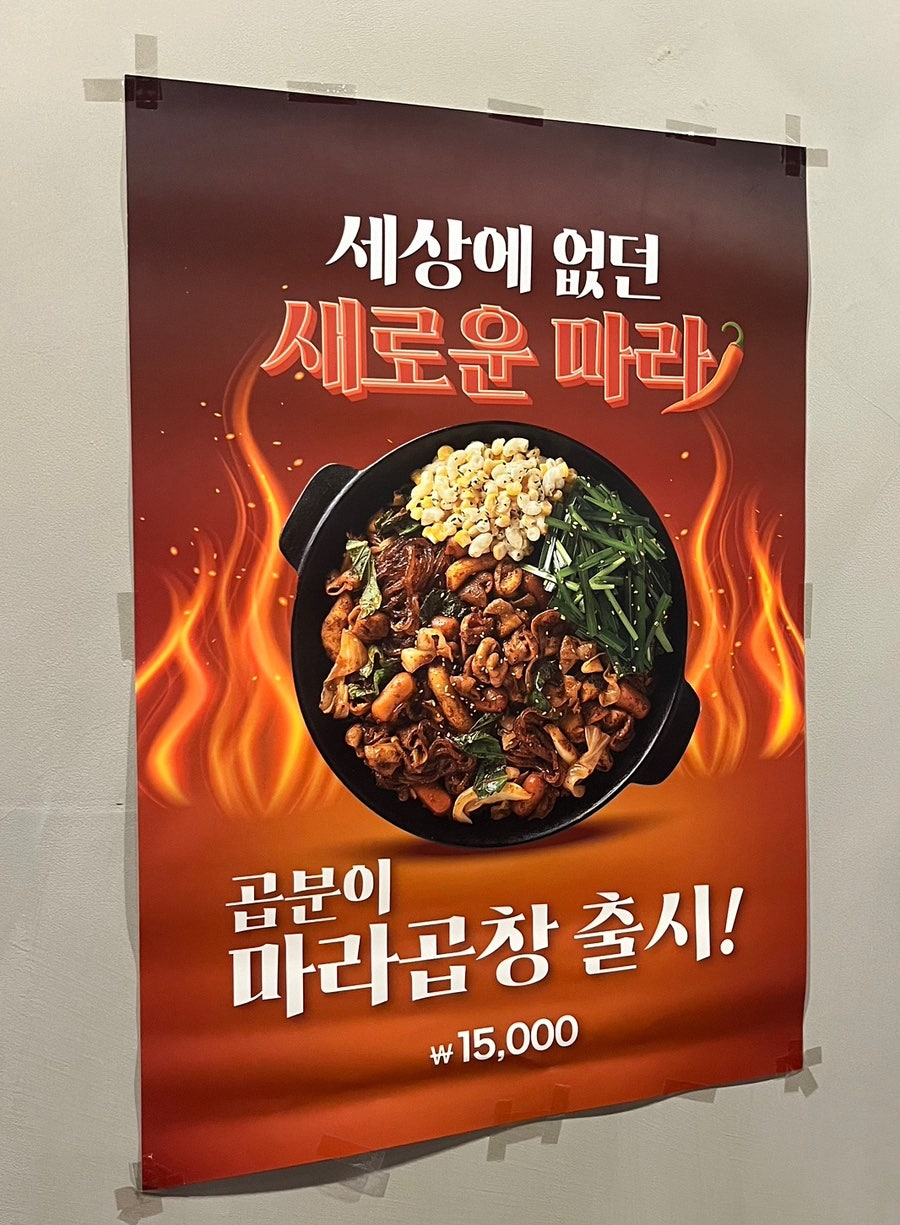 세상에 없던
새로운 마라
곱분이
마라곱창 출시!
₩15,000